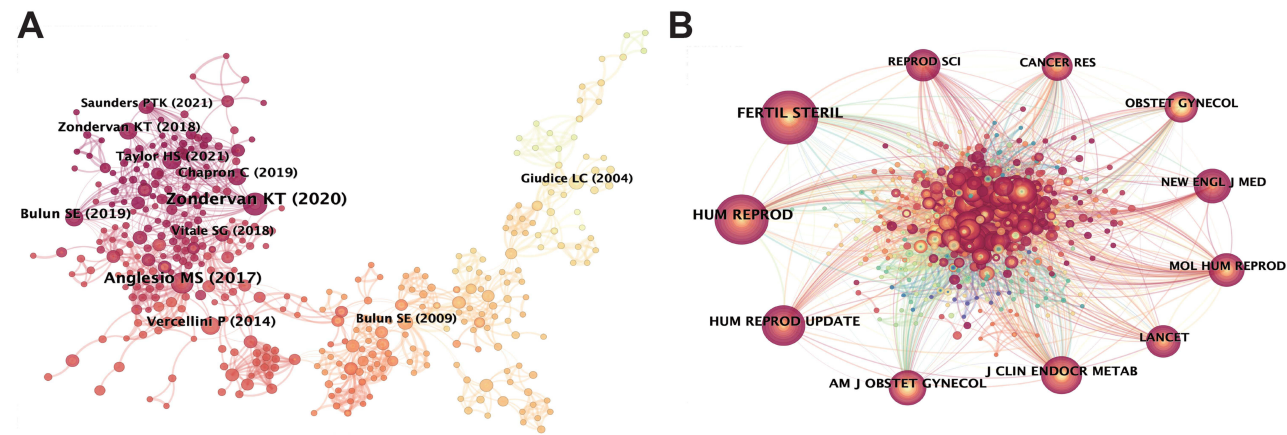 A
Saunders PTK (2021)
Zondervan KT (2018)
Taylor HS (2021)
Chapron C (2019)
Zondervan KT (2020)
Bulun SE (2019)
Vitale SG (2018)
Anglesio MS (2017)
Vercellini P (2014)
Bulun SE (2009)
Giudice LC (2004)
B
REPROD SCI
CANCER RES
OBSTET GYNECOL
FERTIL STERIL
NEW ENGL J MED
HUM REPROD
MOL HUM REPROD
HUM REPROD UPDATE
LANCET
J CLIN ENDOCR METAB
AM J OBSTET GYNECOL